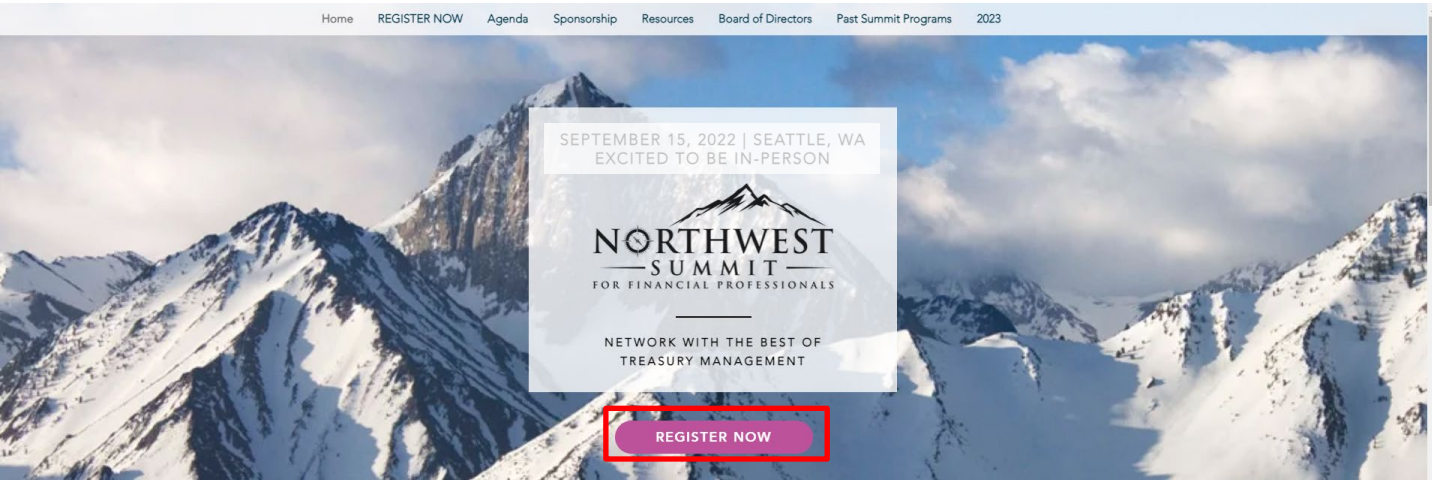 Home REGISTER NOW Agenda Sponsorship Resources Board of Directors Past Summit Programs 2023
SEPTEMBER 15, 2022 | SEATTLE, WA
EXCITED TO BE IN-PERSON
NORTHWEST
SUMMIT
FOR FINANCIAL PROFESSIONALS
NETWORK WITH THE BEST OF
TREASURY MANAGEMENT
REGISTER NOW